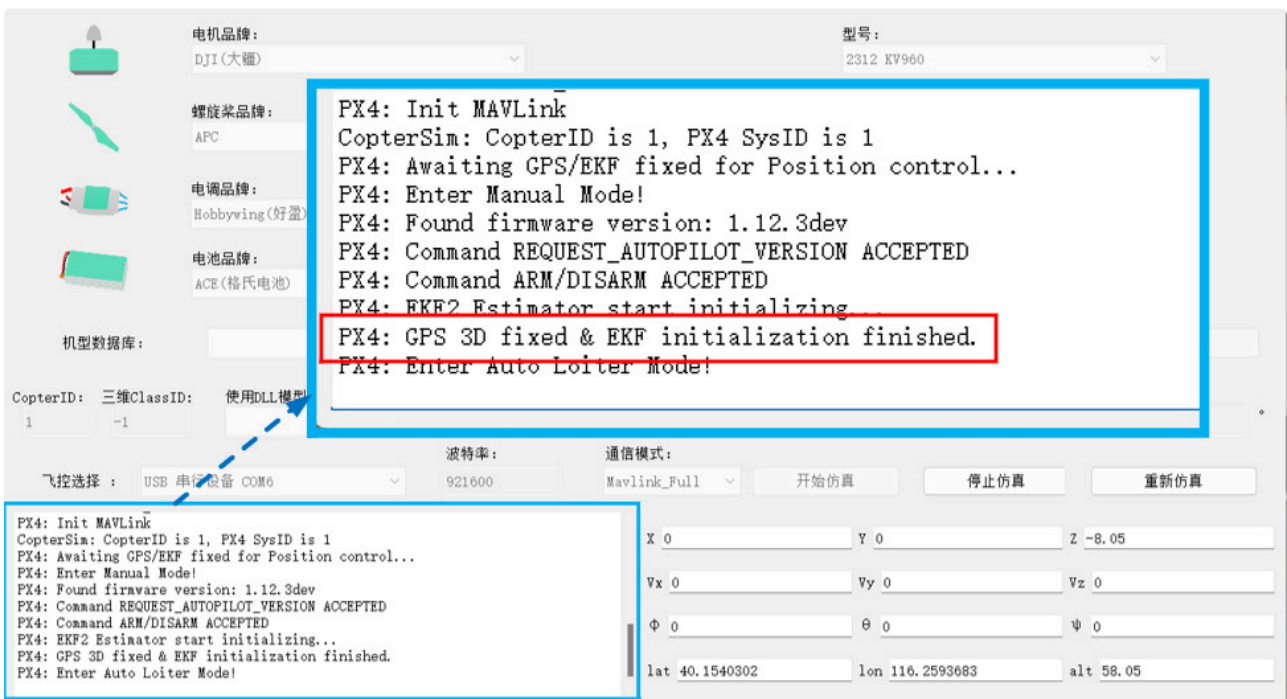 电机品牌：
型号：
DJI(大疆)
2312 KV960
螺旋桨品牌：
APC
电调品牌：
Hobbywing(好盈)
电池品牌：
ACE(格氏电池)
PX4: Init MAVLink
CopterSim: CopterID is 1, PX4 SysID is 1
PX4: Awaiting GPS/EKF fixed for Position control...
PX4: Enter Manual Mode!
PX4: Found firmware version: 1.12.3dev
PX4: Command REQUEST_AUTOPILOT_VERSION ACCEPTED
PX4: Command ARM/DISARM ACCEPTED
PX4: EKF2 Estimator start initializing...
PX4: GPS 3D fixed & EKF initialization finished.
PX4: Enter Auto Loiter Mode!
机型数据库：
CopterID： 三维ClassID： 使用DLL模型
1 -1
波特率： 通信模式：
飞控选择 ： USB 串行设备 COM6 921600 Mavlink_Full 开始仿真 停止仿真 重新仿真
PX4: Init MAVLink
CopterSim: CopterID is 1, PX4 SysID is 1
PX4: Awaiting GPS/EKF fixed for Position control...
PX4: Enter Manual Mode!
PX4: Found firmware version: 1.12.3dev
PX4: Command REQUEST_AUTOPILOT_VERSION ACCEPTED
PX4: Command ARM/DISARM ACCEPTED
PX4: EKF2 Estimator start initializing...
PX4: GPS 3D fixed & EKF initialization finished.
PX4: Enter Auto Loiter Mode!
X 0 Y 0 Z -8.05
Vx 0 Vy 0 Vz 0
Φ 0 θ 0 ψ 0
lat 40.1540302 lon 116.2593683 alt 58.05